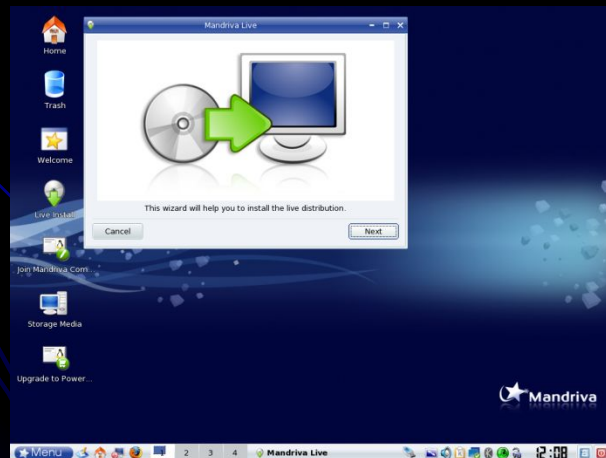 Mandriva Live
Home
Trash
Welcome
This wizard will help you to install the live distribution.
Cancel
Next
Live Install
Join Mandriva Com...
Storage Media
Upgrade to Power...
Mandriva
Menu
2 3 4
Mandriva Live
12:08